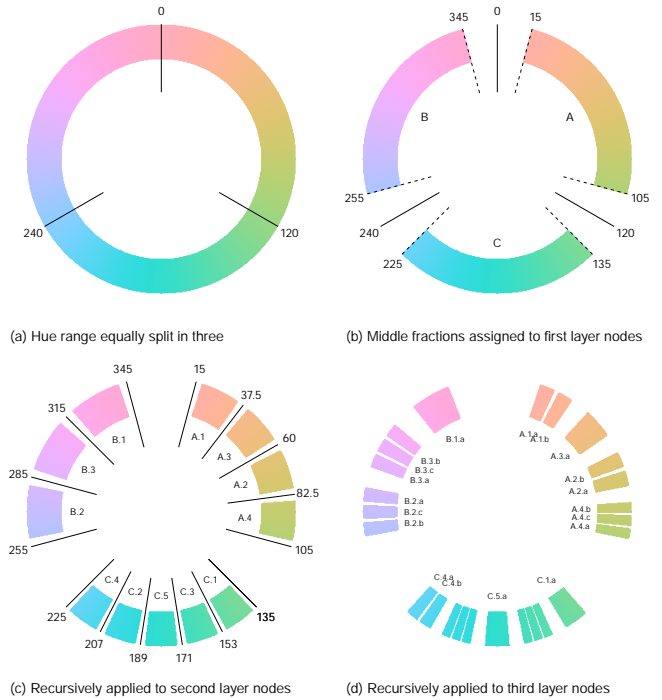 0
120
240
(a) Hue range equally split in three
345
0
15
B
A
255
105
240
120
C
225
135
(b) Middle fractions assigned to first layer nodes
345
15
315
37.5
B.1
A.1
60
B.3
A.3
285
A.2
82.5
B.2
A.4
255
105
C.4
C.1
C.2
C.3
C.5
225
135
207
153
189
171
(c) Recursively applied to second layer nodes
B.1.a
A.1.a
A.1.b
A.3.a
B.3.b
B.3.c
B.3.a
A.2.b
A.2.a
B.2.a
B.2.c
B.2.b
A.4.b
A.4.c
A.4.a
C.4.a
C.4.b
C.1.a
C.5.a
(d) Recursively applied to third layer nodes